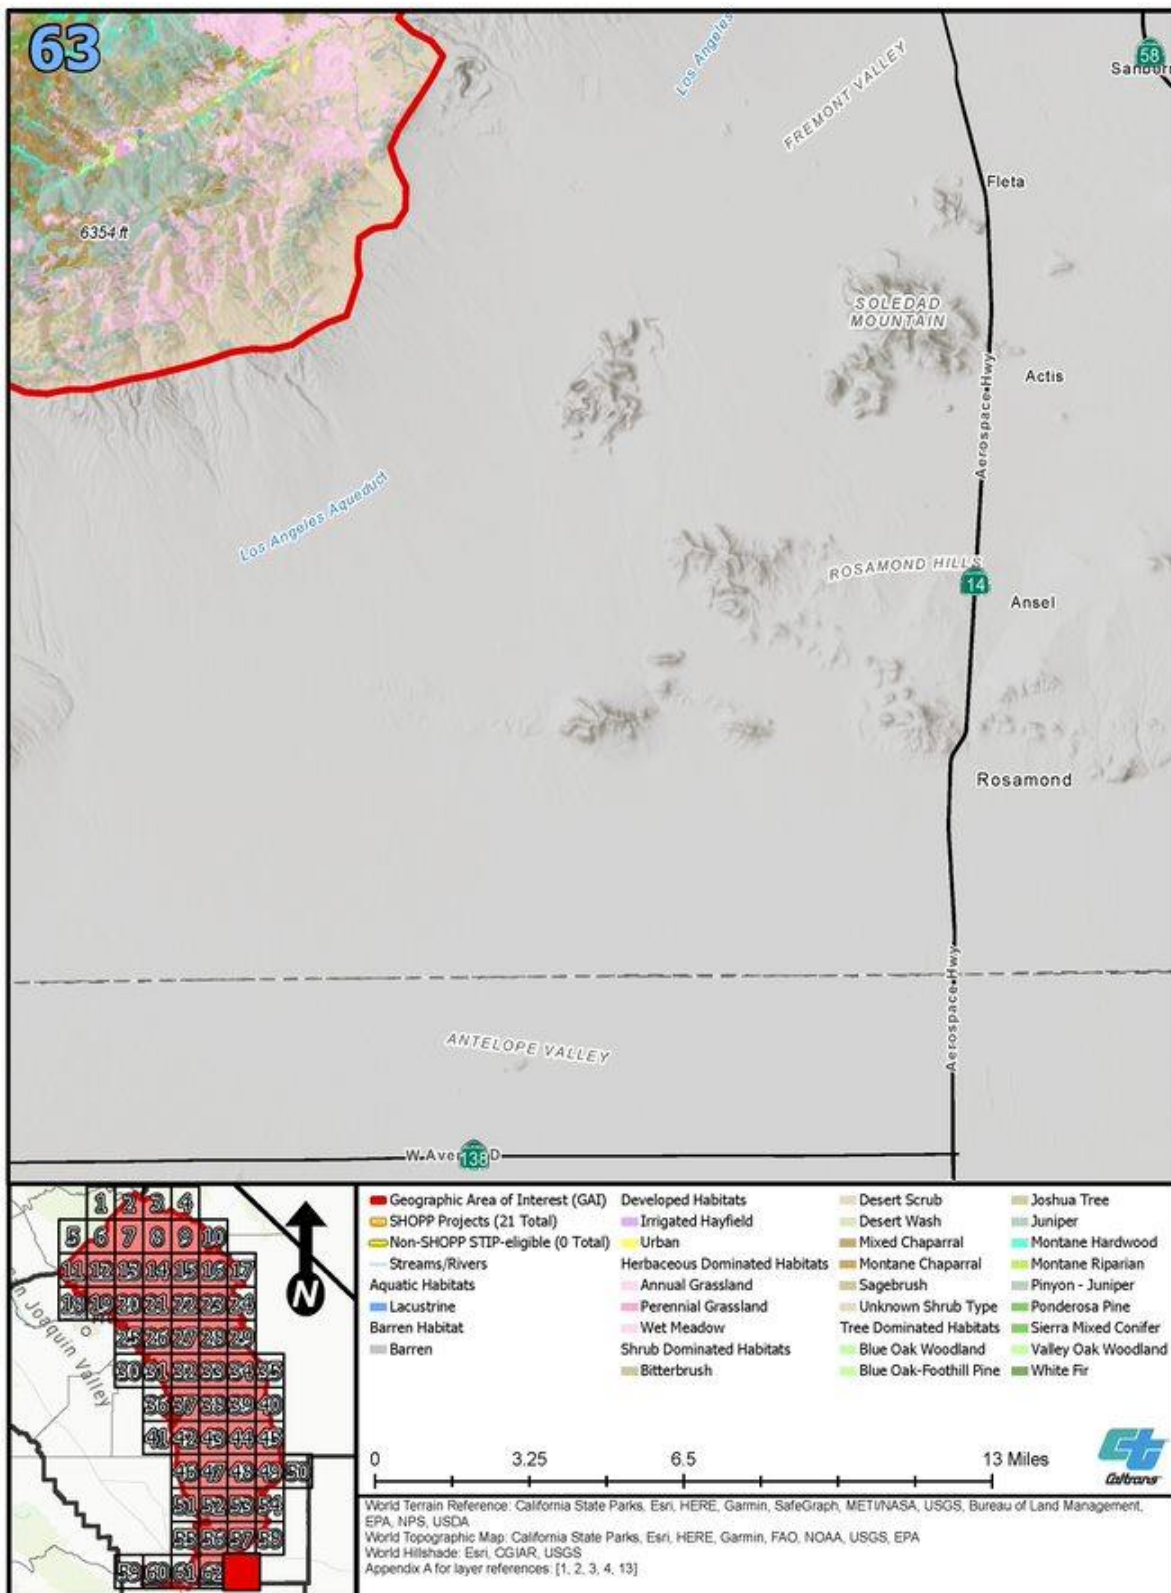 63
Los Angeles
FREMONT VALLEY
58
Fleta
6354 ft
SOLEDAD
MOUNTAIN
Aerospace Hwy
Actis
Los Angeles Aqueduct
ROSAMOND HILLS
14
Ansel
Rosamond
Aerospace Hwy
ANTELOPE VALLEY
138
1 2 3 4
5 6 7 8 9 10
11 12 13 14 15 16 17
18 19 20 21 22 23 24
25 26 27 28 29
30 31 32 33 34 35
36 37 38 39 40
41 42 43 44 45
46 47 48 49 50
51 52 53 54
55 56 57 58
59 60 61 62
Joaquin Valley
N
Geographic Area of Interest (GAI)
SHOPP Projects (21 Total)
Non-SHOPP STIP-eligible (0 Total)
Streams/Rivers
Aquatic Habitats
Lacustrine
Barren Habitat
Barren
Developed Habitats
Irrigated Hayfield
Urban
Herbaceous Dominated Habitats
Annual Grassland
Perennial Grassland
Wet Meadow
Shrub Dominated Habitats
Bitterbrush
Desert Scrub
Desert Wash
Mixed Chaparral
Montane Chaparral
Sagebrush
Unknown Shrub Type
Tree Dominated Habitats
Blue Oak Woodland
Blue Oak-Foothill Pine
Joshua Tree
Juniper
Montane Hardwood
Montane Riparian
Pinyon - Juniper
Ponderosa Pine
Sierra Mixed Conifer
Valley Oak Woodland
White Fir
0 3.25 6.5 13 Miles
Caltrans
World Terrain Reference: California State Parks, Esri, HERE, Garmin, SafeGraph, METI/NASA, USGS, Bureau of Land Management,
EPA, NPS, USDA
World Topographic Map: California State Parks, Esri, HERE, Garmin, FAO, NOAA, USGS, EPA
World Hillshade: Esri, CGIAR, USGS
Appendix A for layer references: [1, 2, 3, 4, 13]